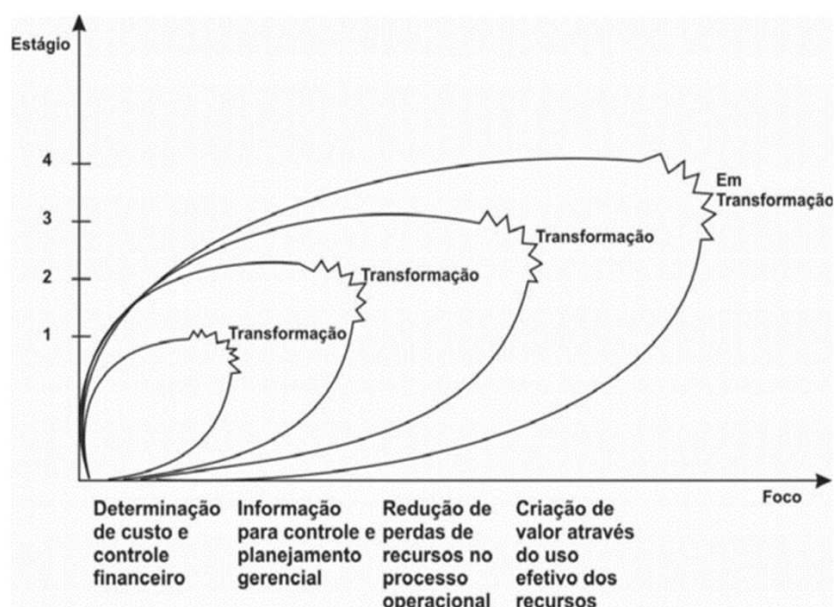 Estágio
4
3
2
1
Em
Transformação
Transformação
Transformação
Transformação
Foco
Determinação
de custo e
controle
financeiro
Informação
para controle e
planejamento
gerencial
Redução de
perdas de
recursos no
processo
operacional
Criação de
valor através
do uso
efetivo dos
recursos